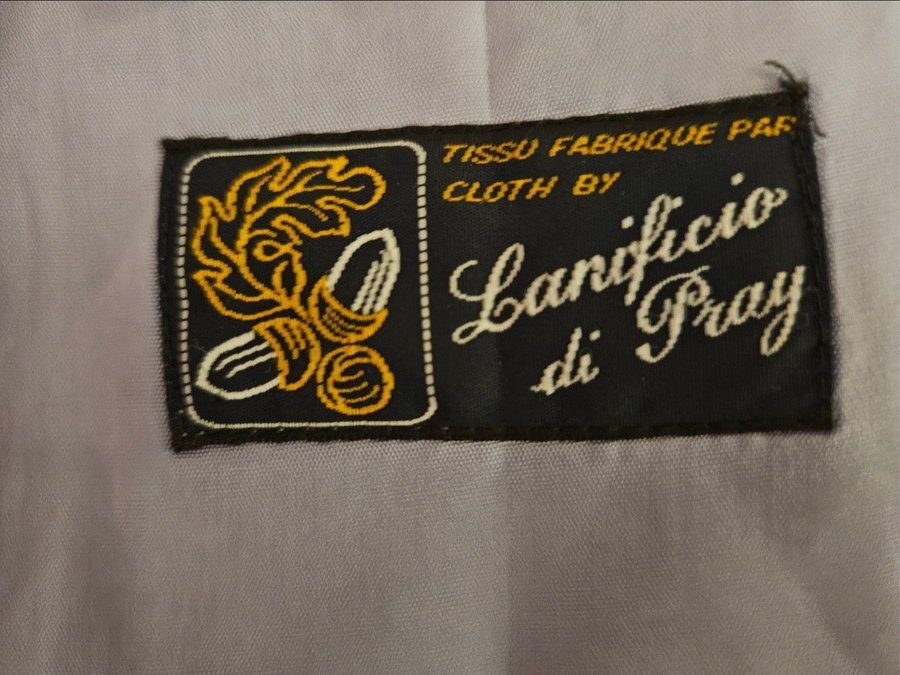 TISSU FABRIQUE PAR
CLOTH BY
Lanificio
di Pray